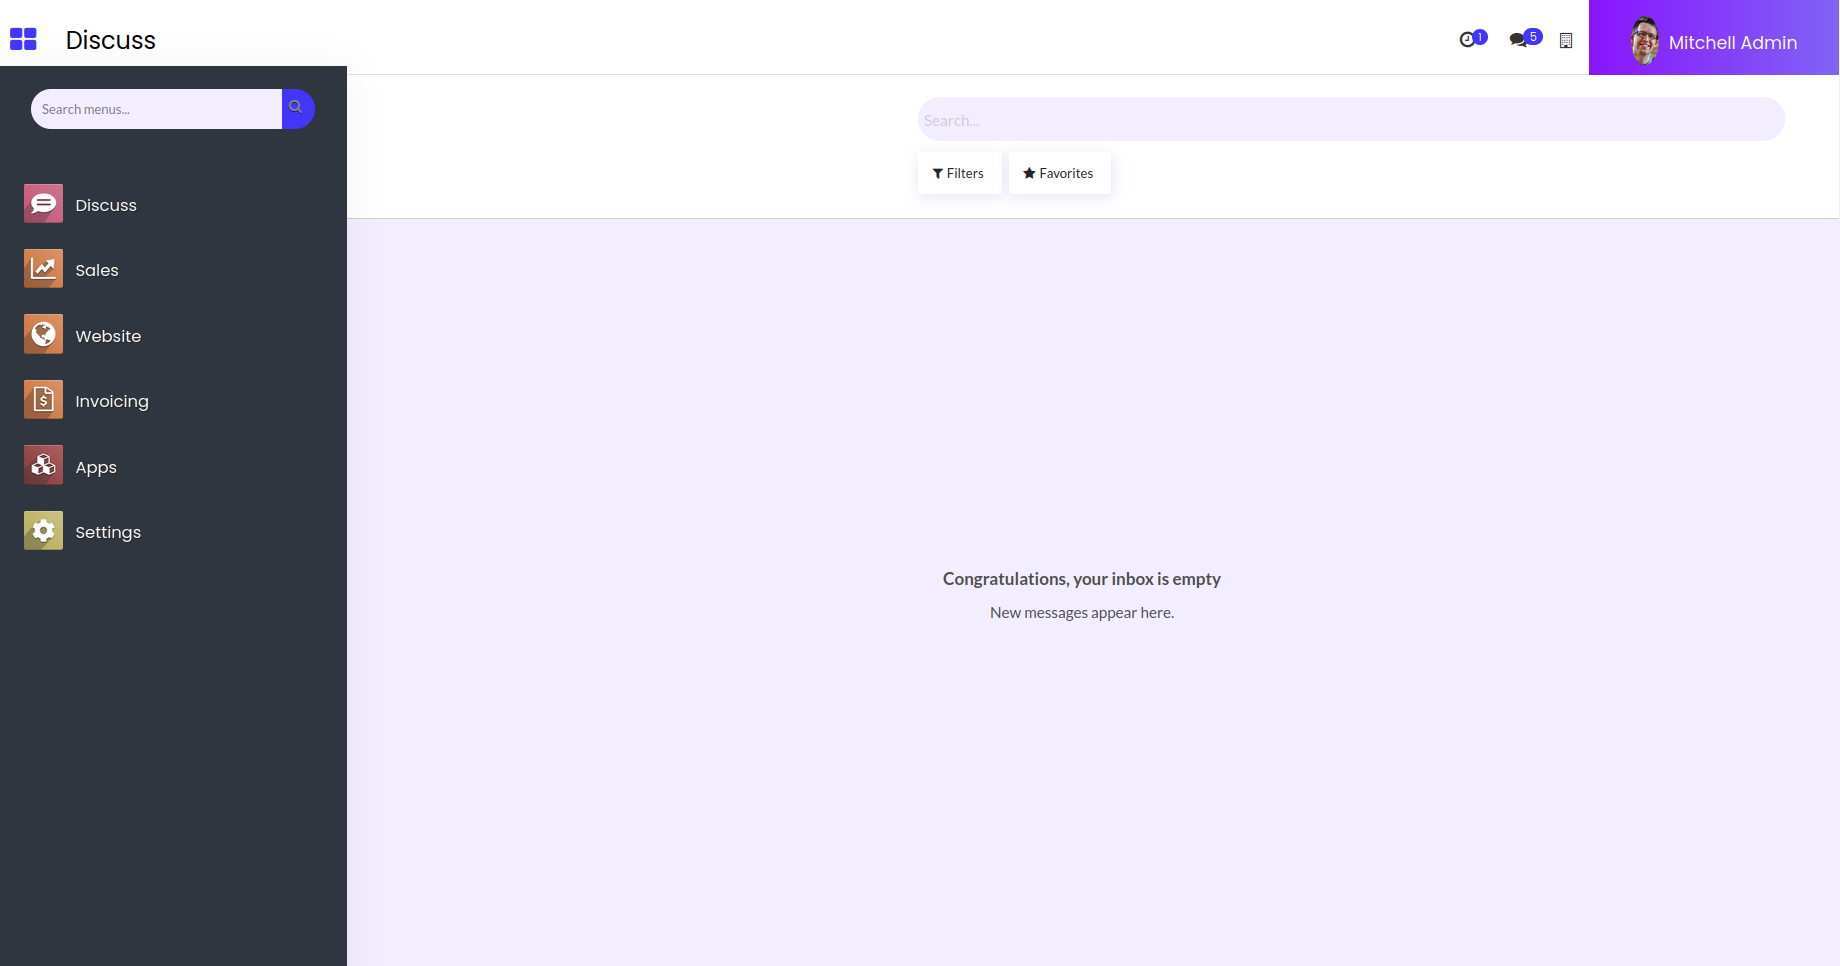 Discuss
1
5
Mitchell Admin
Search menus...
Search...
Filters
Favorites
Discuss
Sales
Website
Invoicing
Apps
Settings
Congratulations, your inbox is empty
New messages appear here.